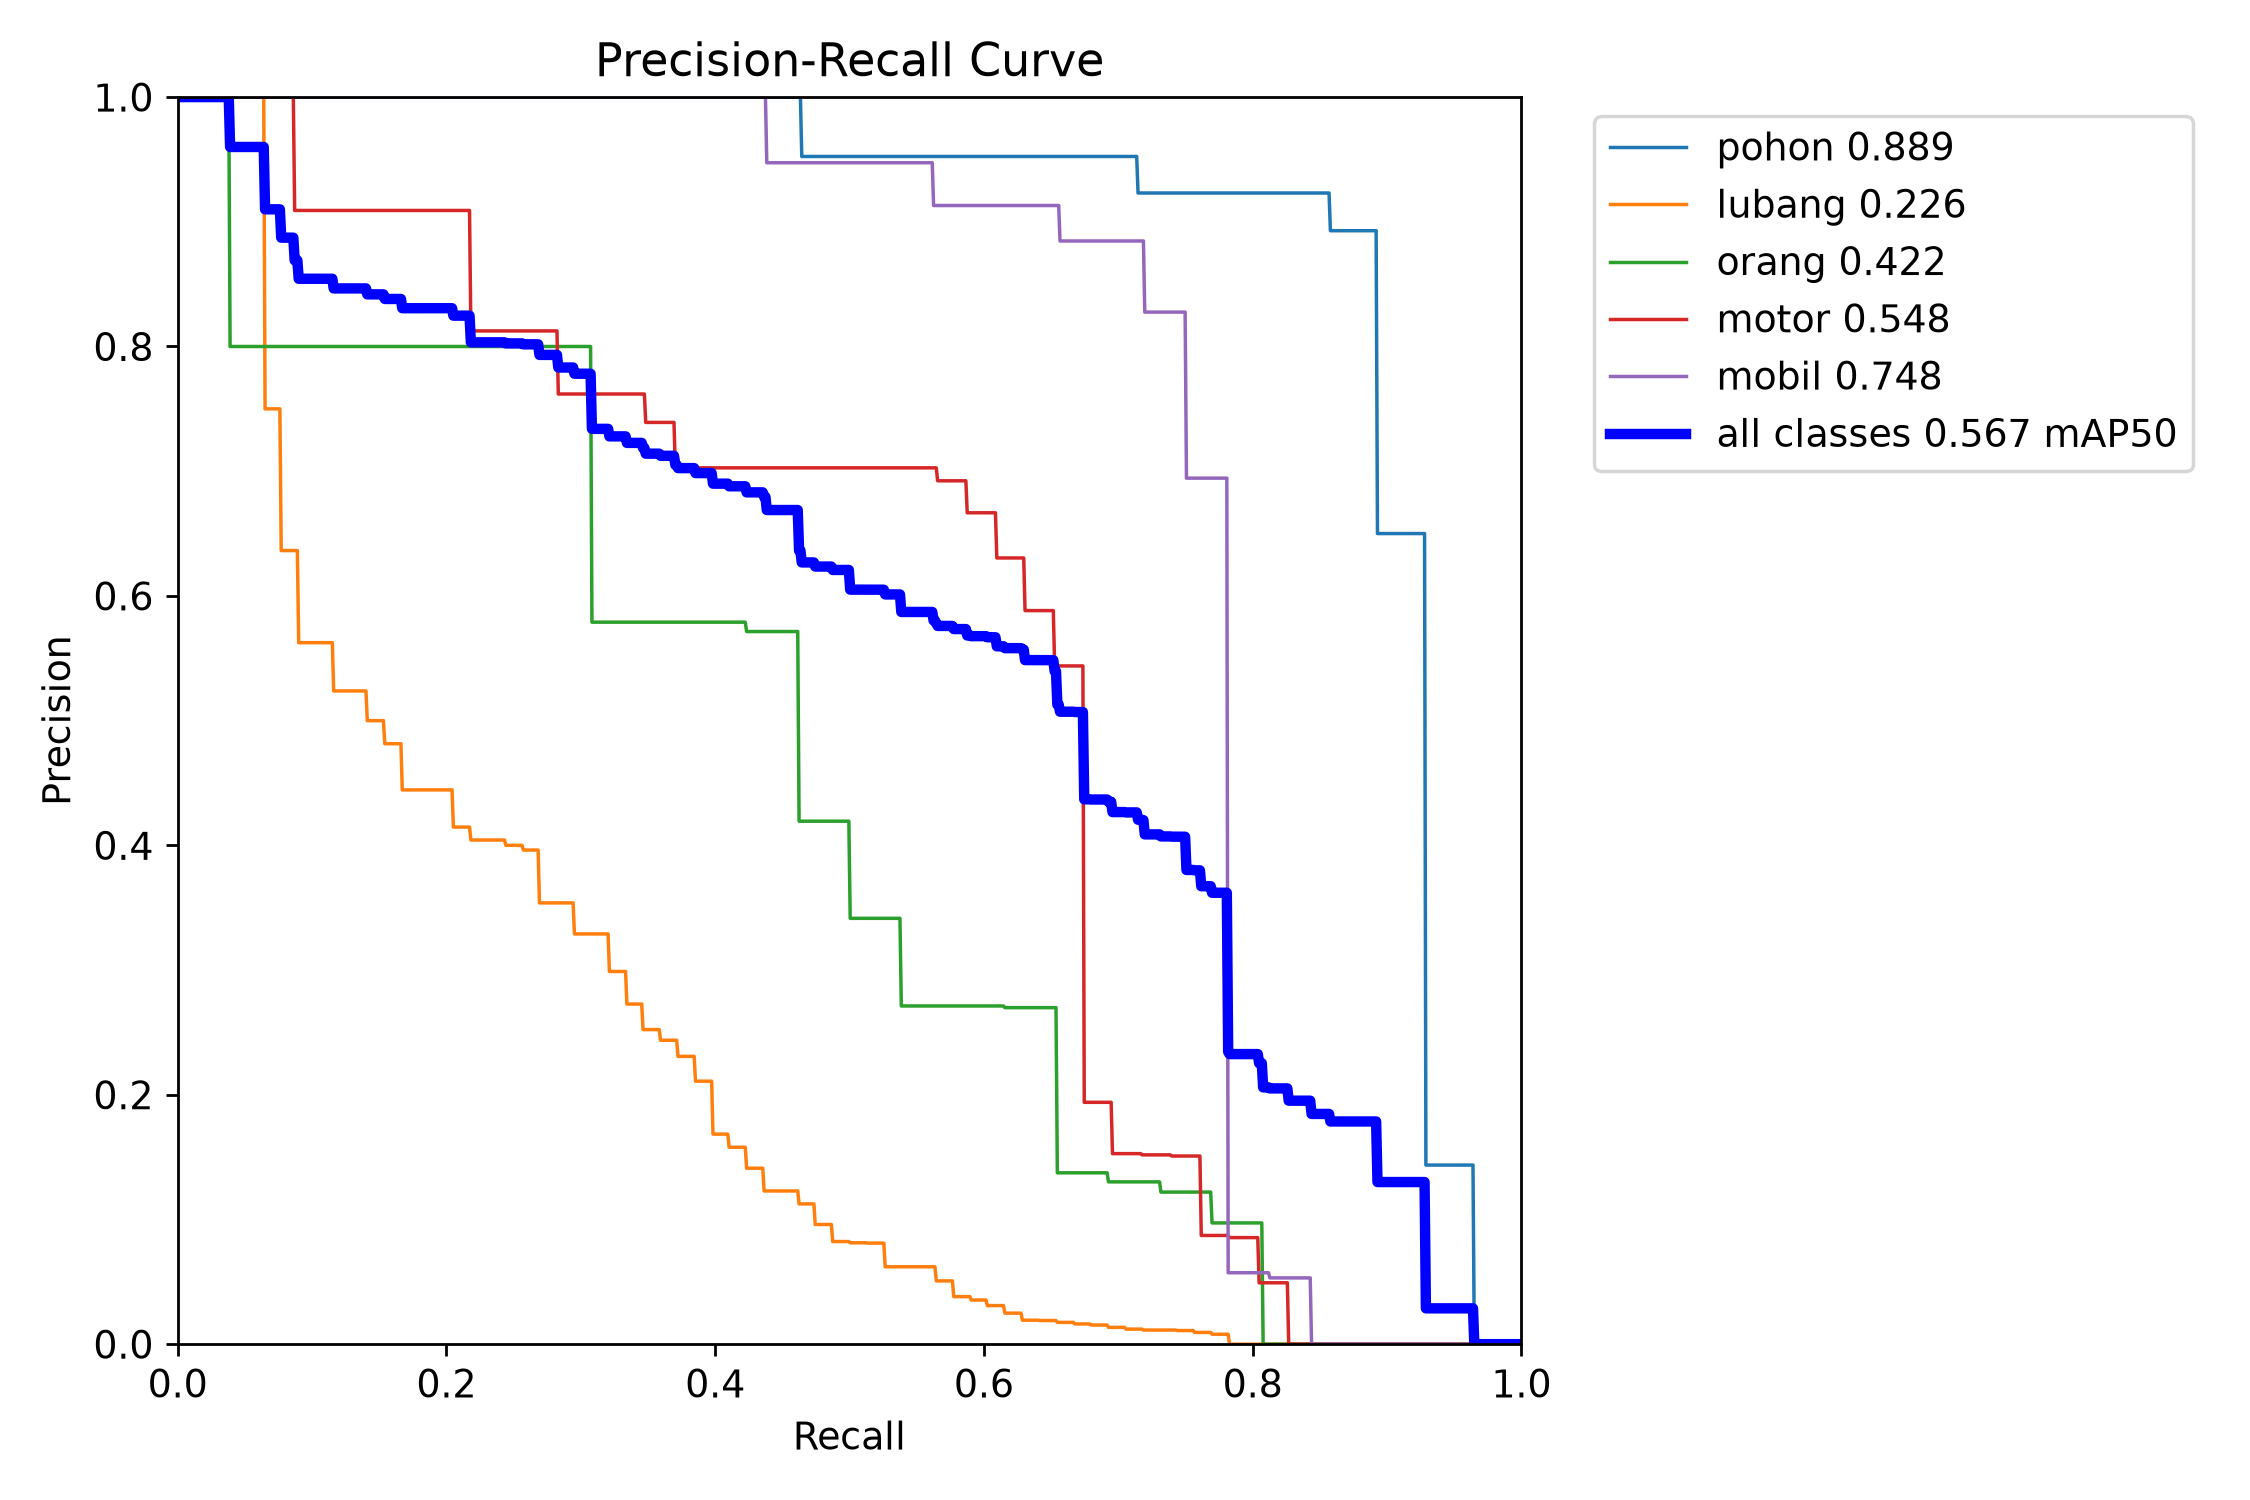 Precision-Recall Curve
1.0
0.8
0.6
0.4
0.2
0.0
Precision
0.0 0.2 0.4 0.6 0.8 1.0
Recall
pohon 0.889
lubang 0.226
orang 0.422
motor 0.548
mobil 0.748
all classes 0.567 mAP50